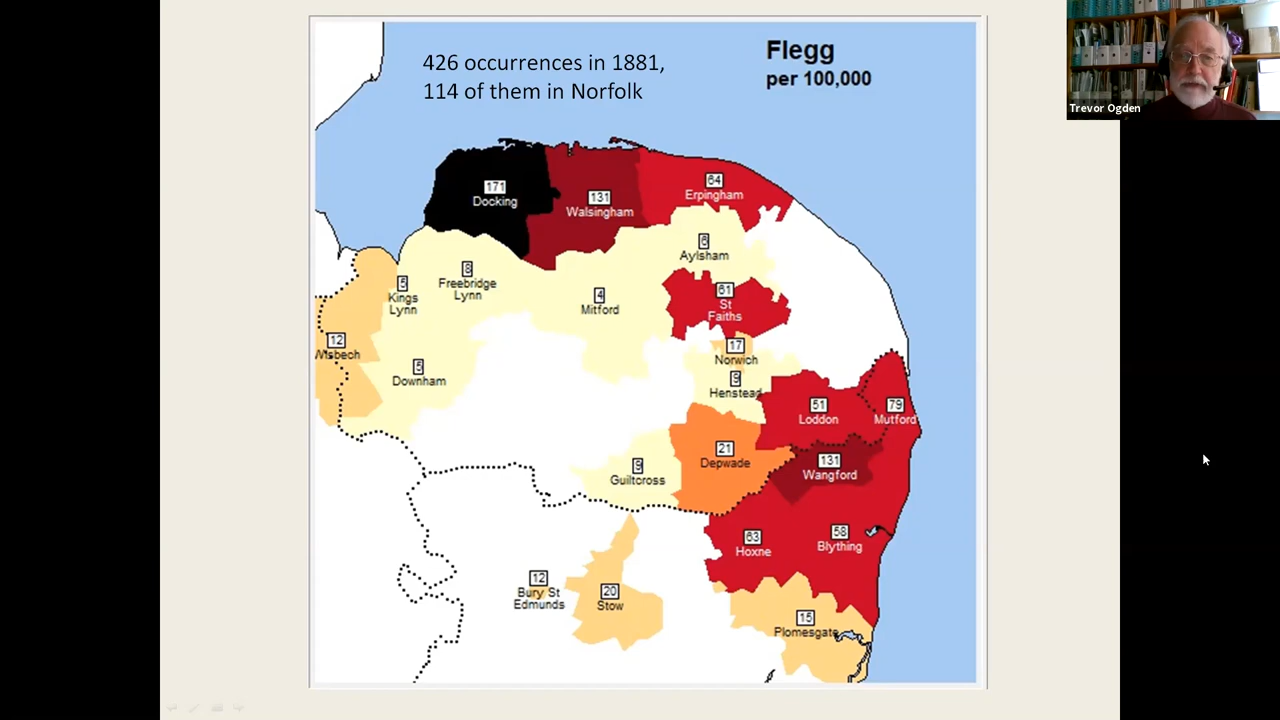 426 occurrences in 1881,
114 of them in Norfolk
Flegg
per 100,000
Trevor Ogden
171
Docking
131
Walsingham
64
Erpingham
6
Aylsham
8
Freebridge
Lynn
5
Kings
Lynn
4
Mitford
61
St
Faiths
12
Wisbech
17
Norwich
5
Downham
9
Henstead
51
Loddon
79
Mutford
21
Depwade
131
Wangford
9
Guiltcross
63
Hoxne
58
Blything
12
Bury St
Edmunds
20
Stow
15
Plomesgate